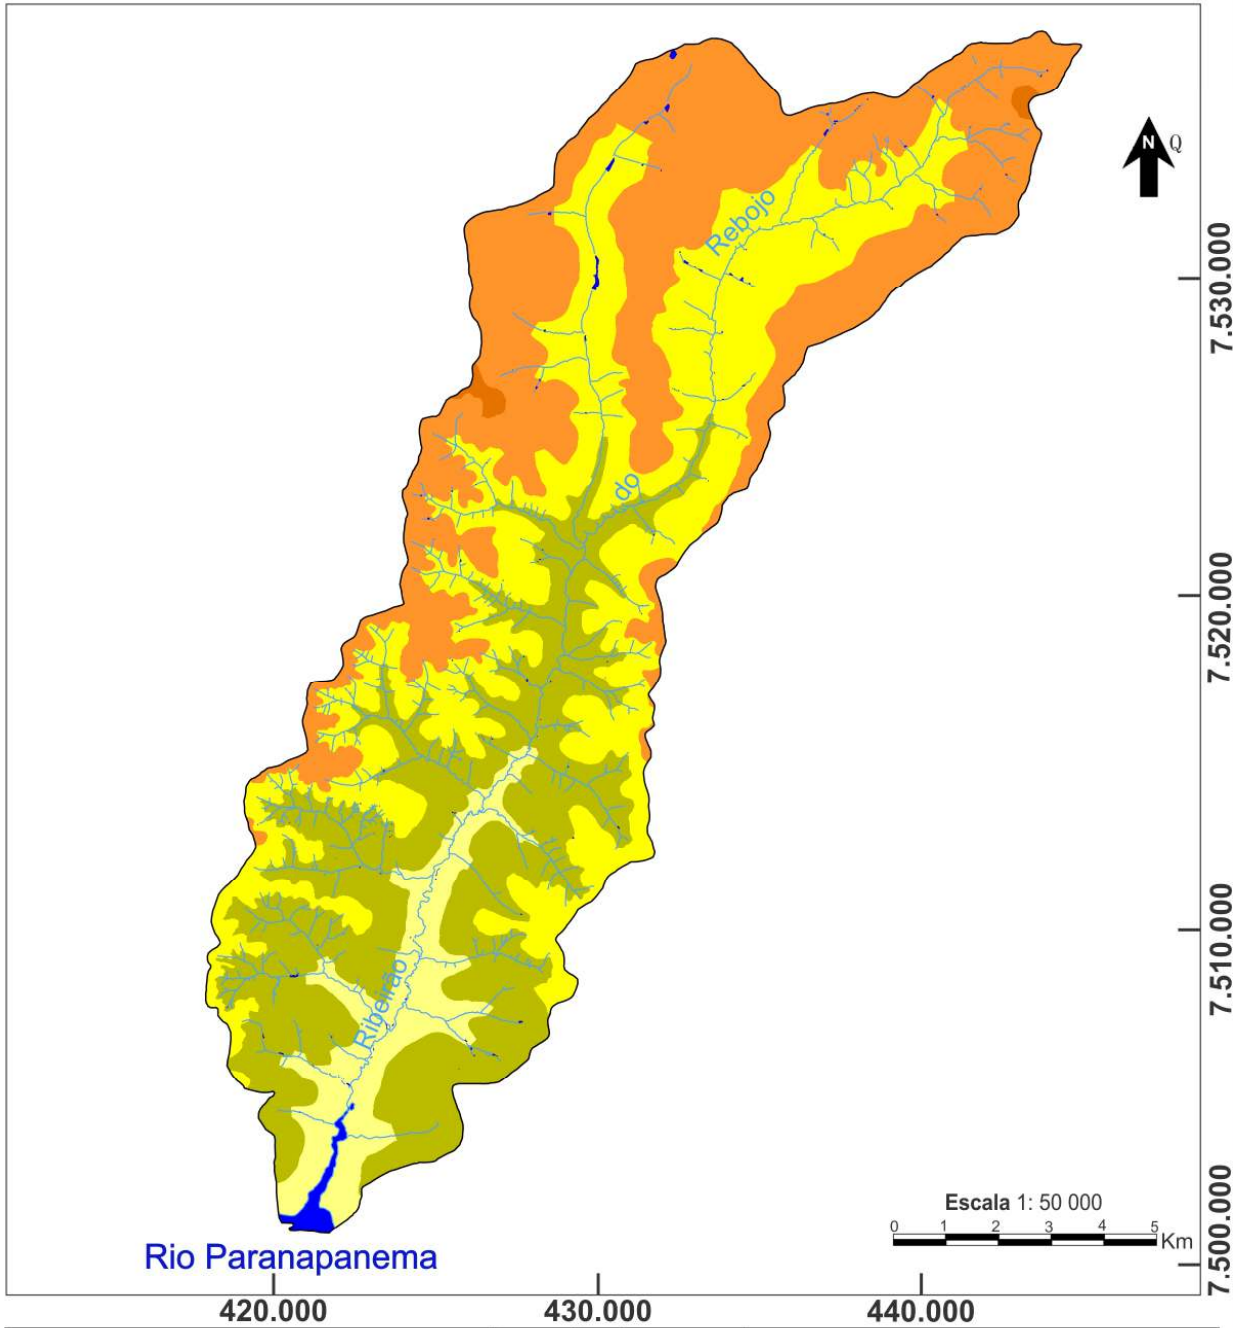 N Q
Rebojo
do
Ribeirão
7.530.000
7.520.000
7.510.000
7.500.000
Escala 1: 50 000
0 1 2 3 4 5
Km
Rio Paranapanema
420.000 430.000 440.000